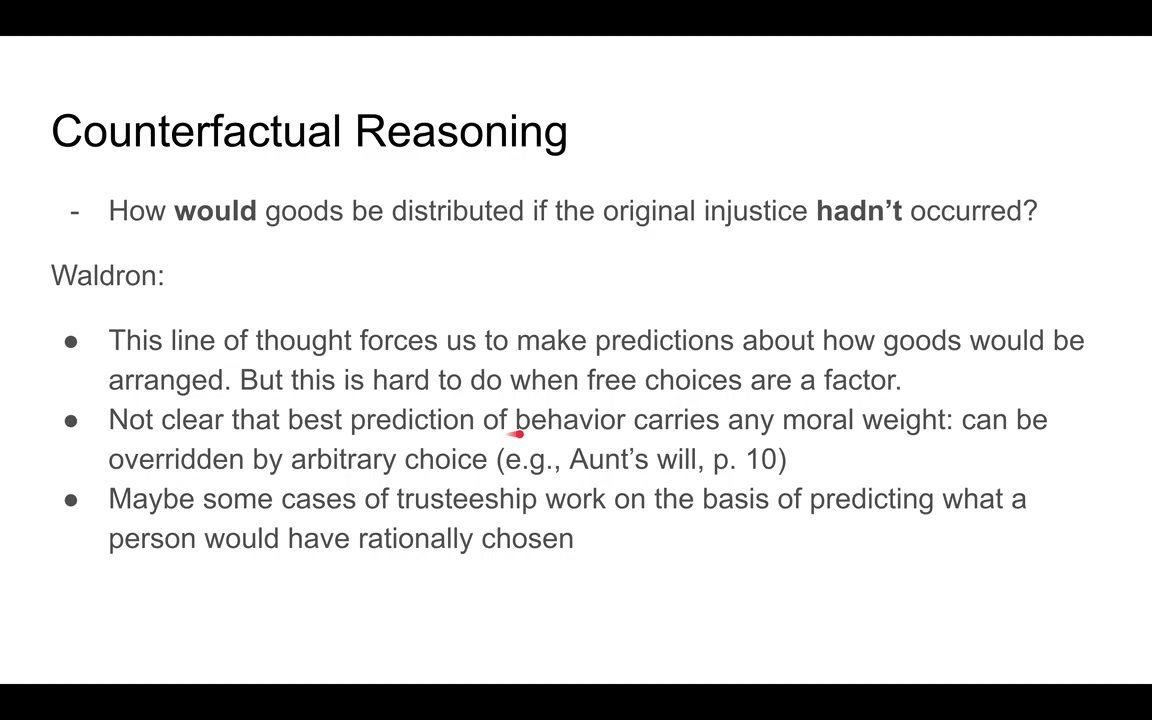 Counterfactual Reasoning
- How would goods be distributed if the original injustice hadn’t occurred?
Waldron:
● This line of thought forces us to make predictions about how goods would be
arranged. But this is hard to do when free choices are a factor.
● Not clear that best prediction of behavior carries any moral weight: can be
overridden by arbitrary choice (e.g., Aunt’s will, p. 10)
● Maybe some cases of trusteeship work on the basis of predicting what a
person would have rationally chosen